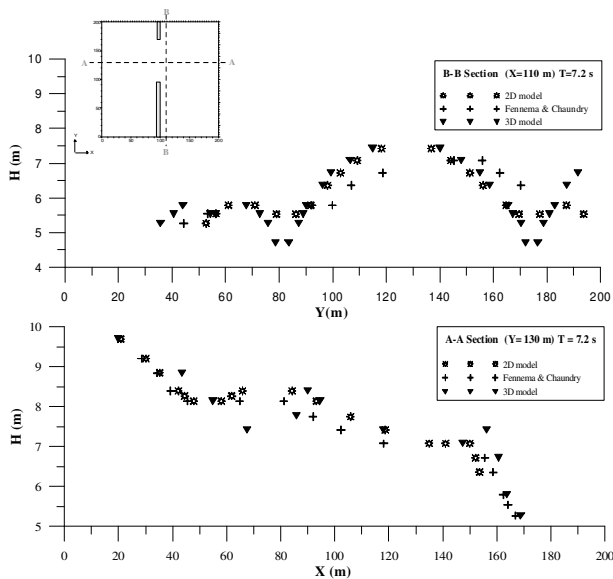 B
200
150
A
A
100
50
0
0
50
100
150
200
Y
X
B
B-B Section (X=110 m) T=7.2 s
2D model
Fennema & Chaundry
3D model
H (m)
10
9
8
7
6
5
4
0 20 40 60 80 100 120 140 160 180 200
Y(m)
A-A Section (Y=130 m) T = 7.2 s
2D model
Fennema & Chaundry
3D model
H (m)
10
9
8
7
6
5
0 20 40 60 80 100 120 140 160 180 200
X (m)